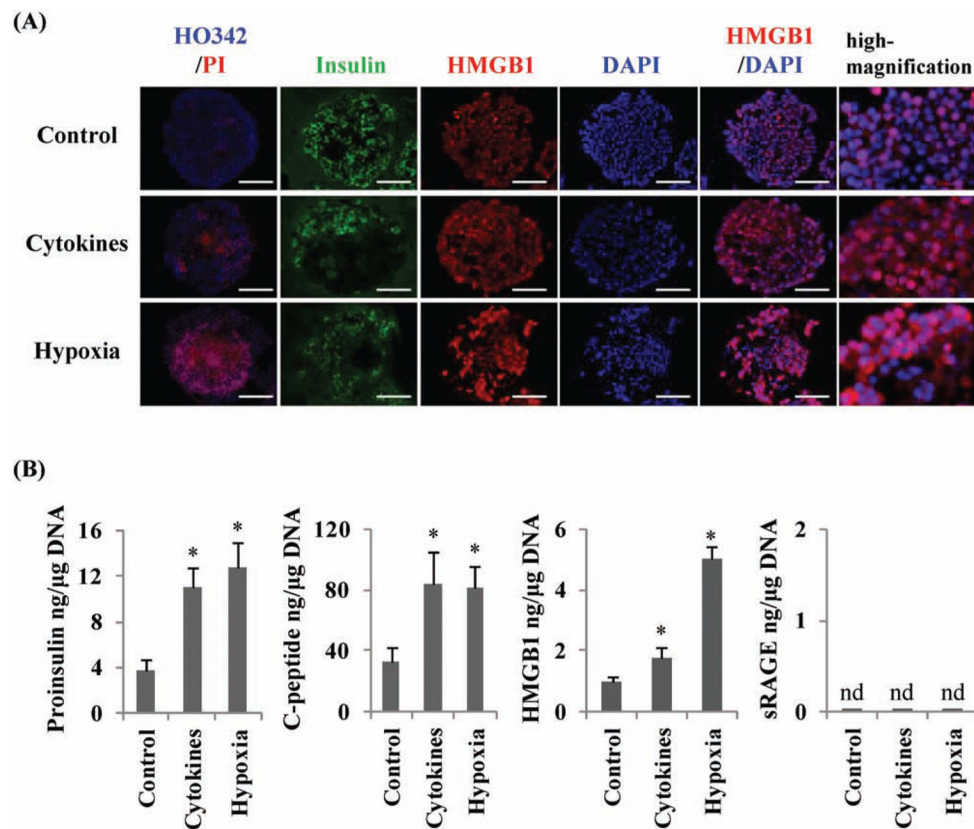 (A)
HO342
/PI
Insulin
HMGB1
DAPI
HMGB1
/DAPI
high-
magnification
Control
Cytokines
Hypoxia
(B)
Proinsulin ng/µg DNA
16
12
8
4
0
Control
Cytokines
Hypoxia
*
*
C-peptide ng/µg DNA
120
80
40
0
Control
Cytokines
Hypoxia
*
*
HMGB1 ng/µg DNA
6
4
2
0
Control
Cytokines
Hypoxia
*
*
sRAGE ng/µg DNA
2
1
0
nd nd nd
Control
Cytokines
Hypoxia